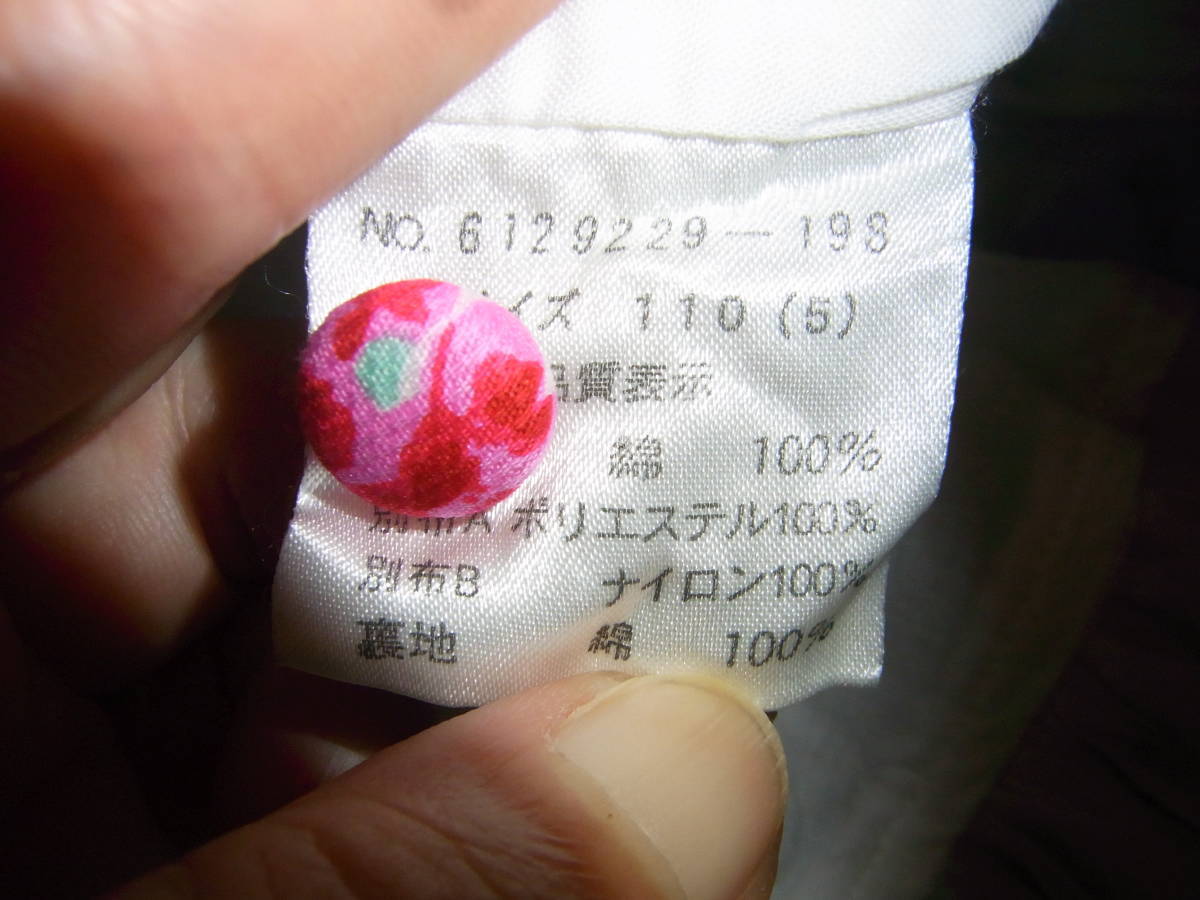 NO. 6129229-198
イズ 110 (5)
質表示
綿 100%
別布A ポリエステル100%
別布B ナイロン100%
裏地 綿 100%